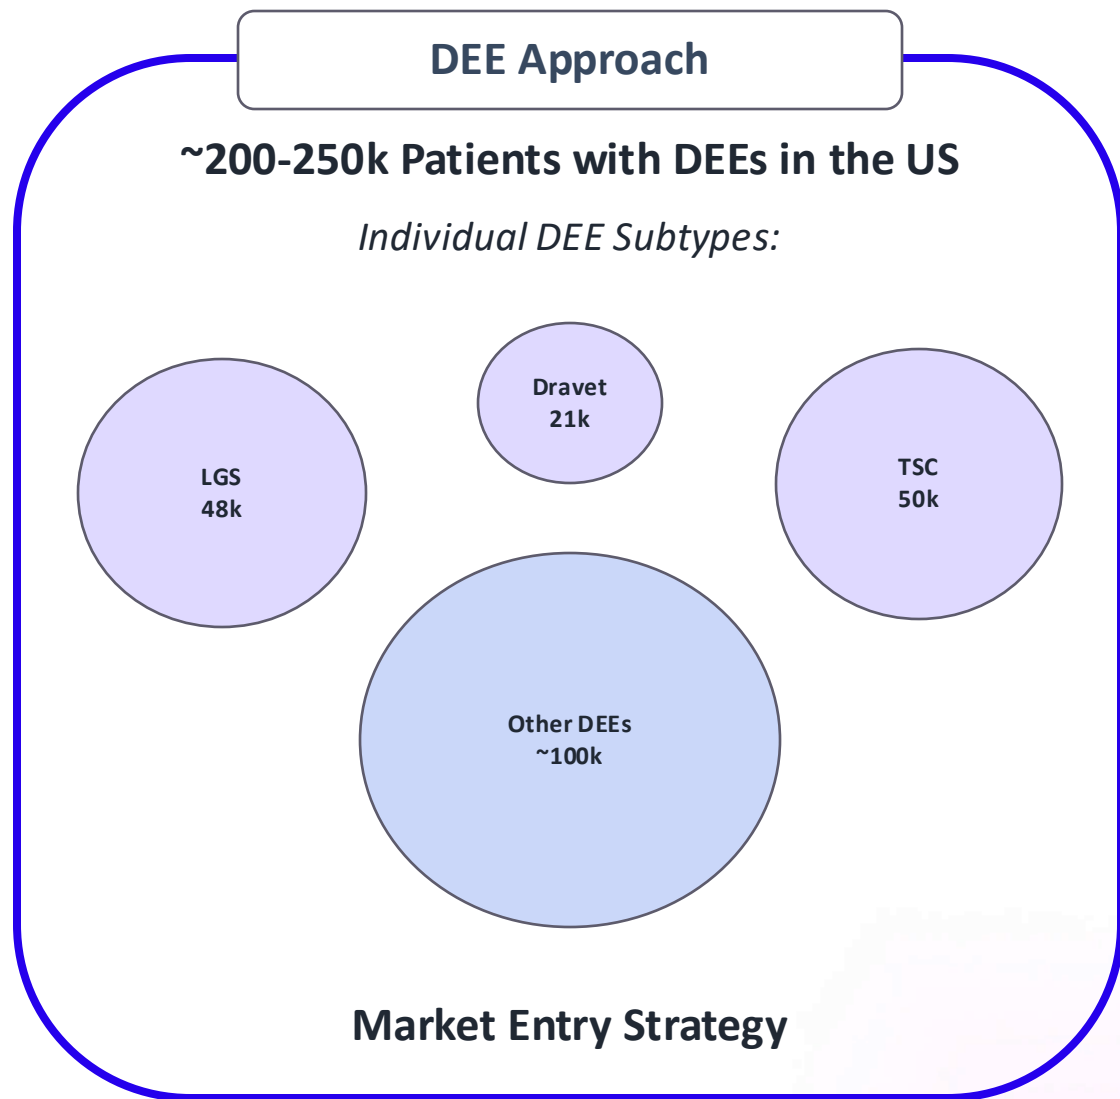 DEE Approach
~200-250k Patients with DEEs in the US
Individual DEE Subtypes:
Dravet
21k
LGS
48k
TSC
50k
Other DEEs
~100k
Market Entry Strategy